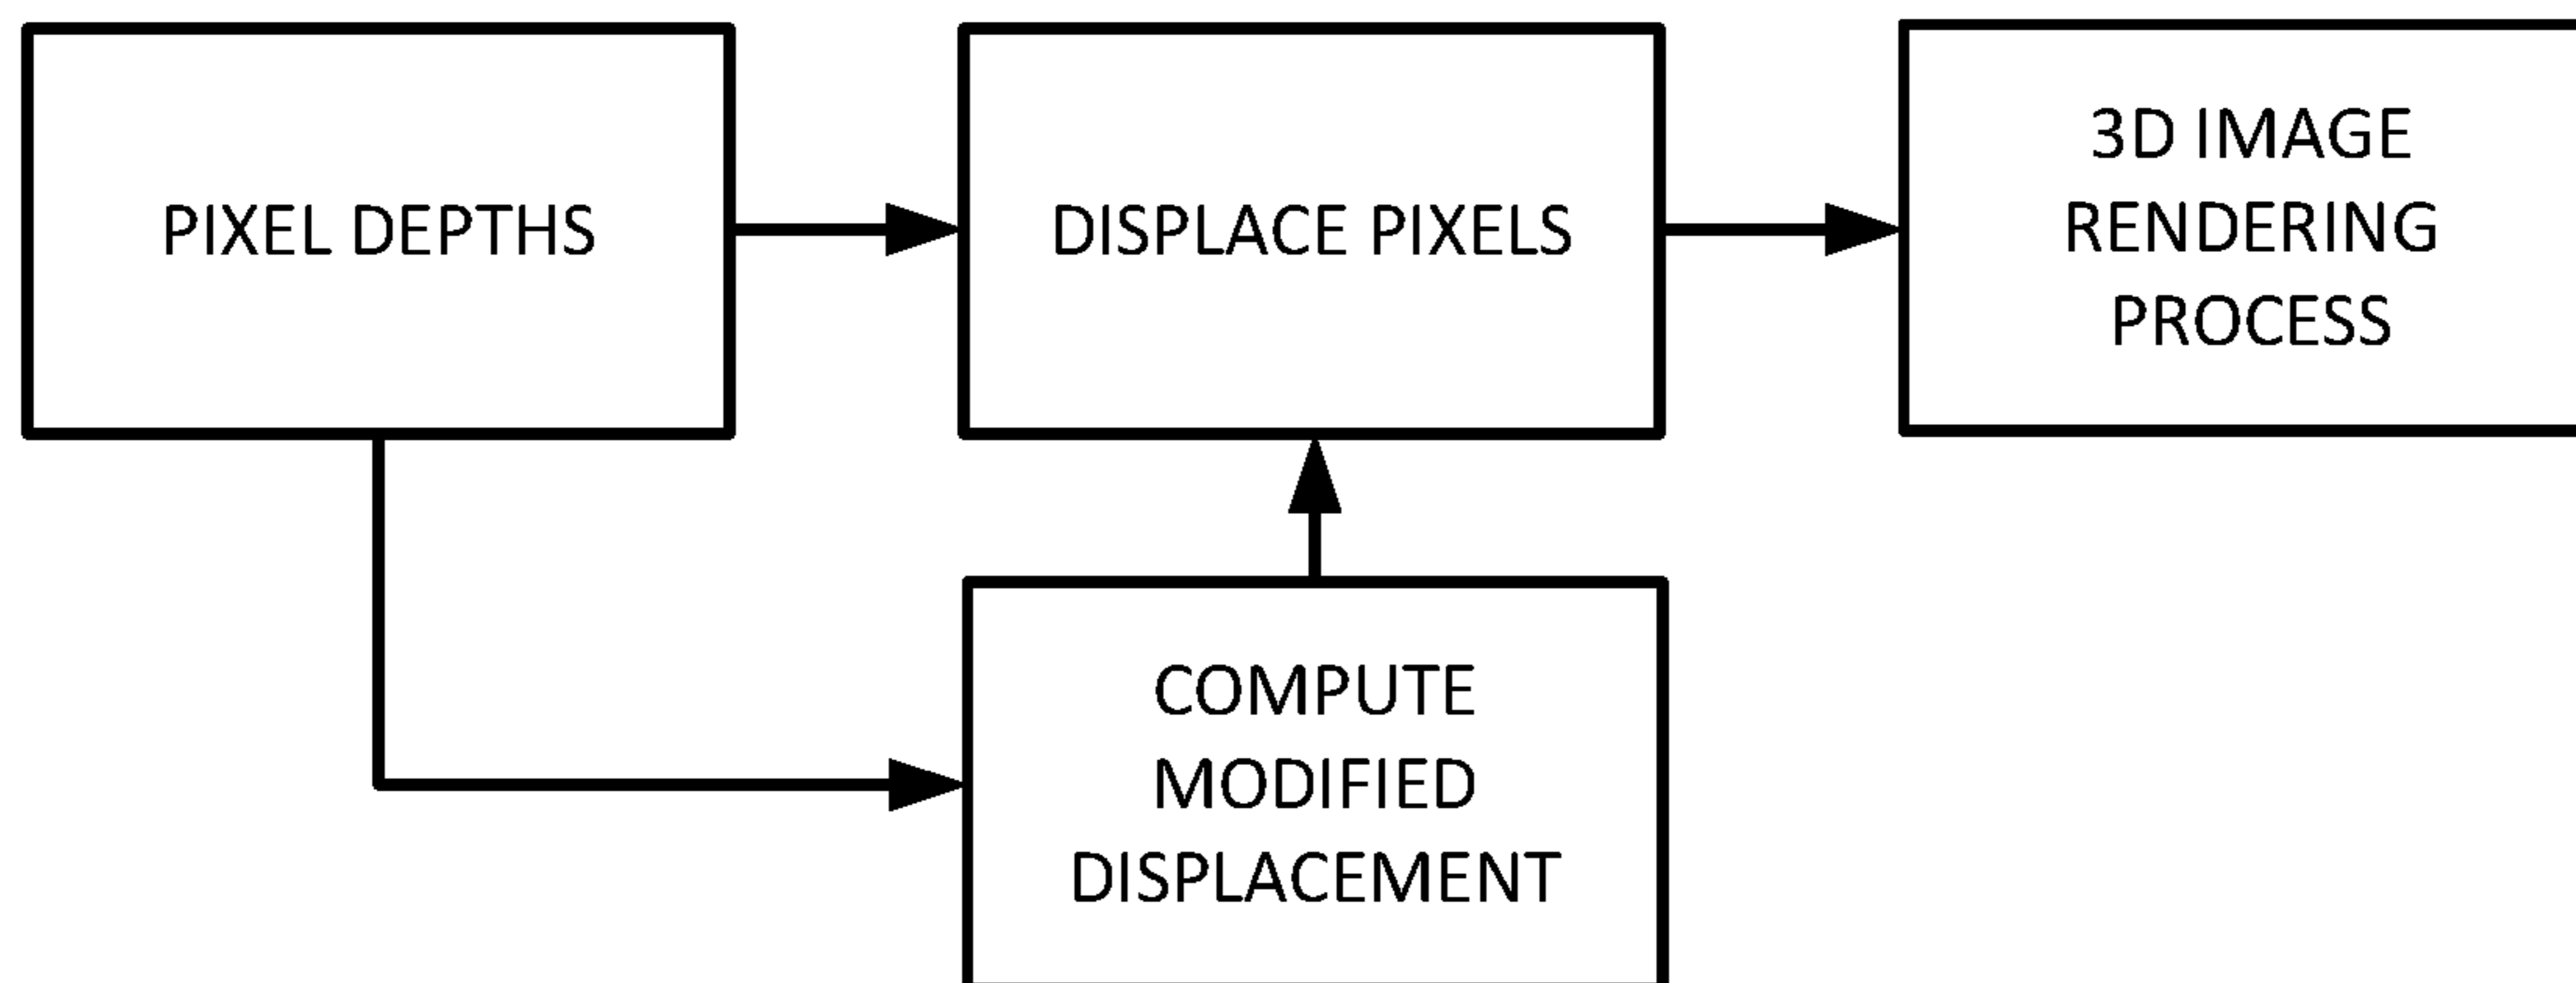 PIXEL DEPTHS
DISPLACE PIXELS
3D IMAGE
RENDERING
PROCESS
COMPUTE
MODIFIED
DISPLACEMENT